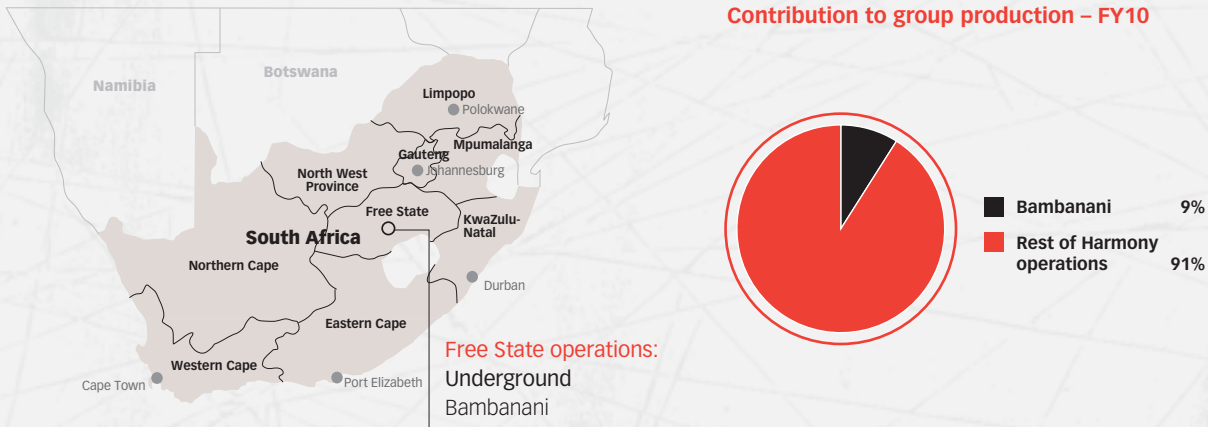 Contribution to group production – FY10
Namibia
Botswana
Limpopo
Polokwane
Mpumalanga
Gauteng
Johannesburg
North West
Province
Free State
KwaZulu-
Natal
South Africa
Northern Cape
Durban
Eastern Cape
Western Cape
Cape Town
Port Elizabeth
Free State operations:
Underground
Bambanani
Bambanani 9%
Rest of Harmony
operations 91%